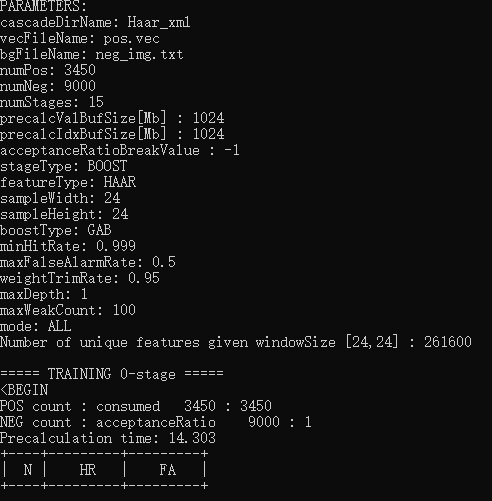 PARAMETERS:
cascadeDirName: Haar_xml
vecFileName: pos.vec
bgFileName: neg_img.txt
numPos: 3450
numNeg: 9000
numStages: 15
precalcValBufSize[Mb] : 1024
precalcIdxBufSize[Mb] : 1024
acceptanceRatioBreakValue : -1
stageType: BOOST
featureType: HAAR
sampleWidth: 24
sampleHeight: 24
boostType: GAB
minHitRate: 0.999
maxFalseAlarmRate: 0.5
weightTrimRate: 0.95
maxDepth: 1
maxWeakCount: 100
mode: ALL
Number of unique features given windowSize [24,24] : 261600

===== TRAINING 0-stage =====
<BEGIN
POS count : consumed   3450 : 3450
NEG count : acceptanceRatio    9000 : 1
Precalculation time: 14.303
+----+---------+---------+
|  N |    HR   |    FA   |
+----+---------+---------+